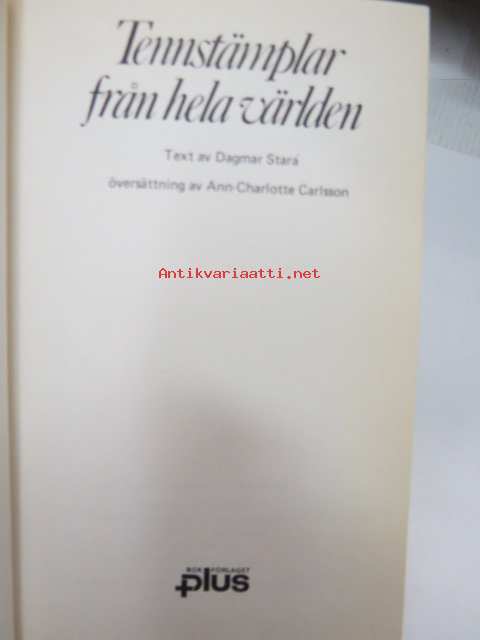 Tennstämplar
från hela världen
Text av Dagmar Stará
översättning av Ann-Charlotte Carlsson
Antikvariaatti.net
BOKFÖRLAGET
plus